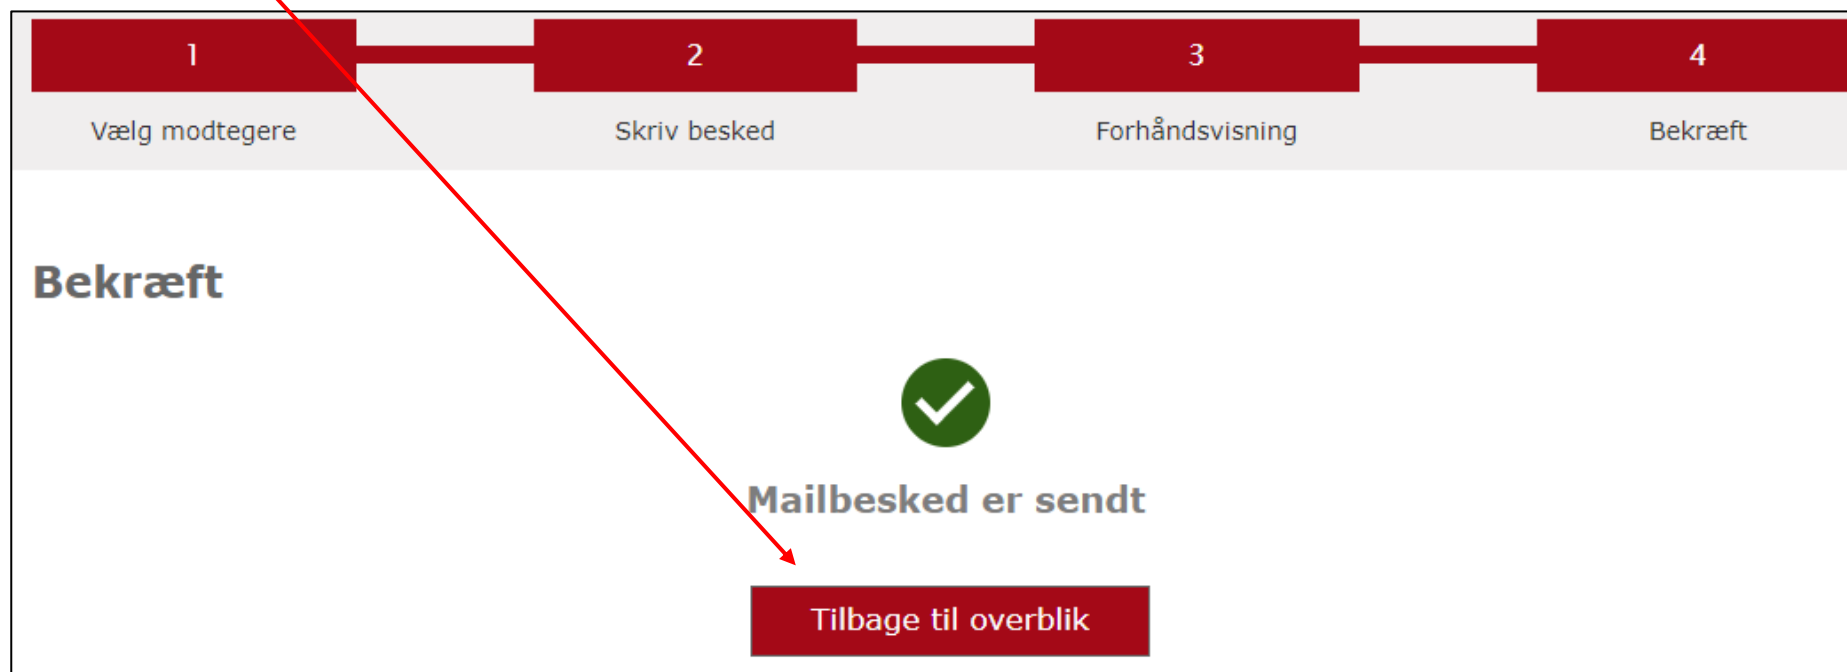 1 2 3 4
Vælg modtegere Skriv besked Forhåndsvisning Bekræft
Bekræft
Mailbesked er sendt
Tilbage til overblik